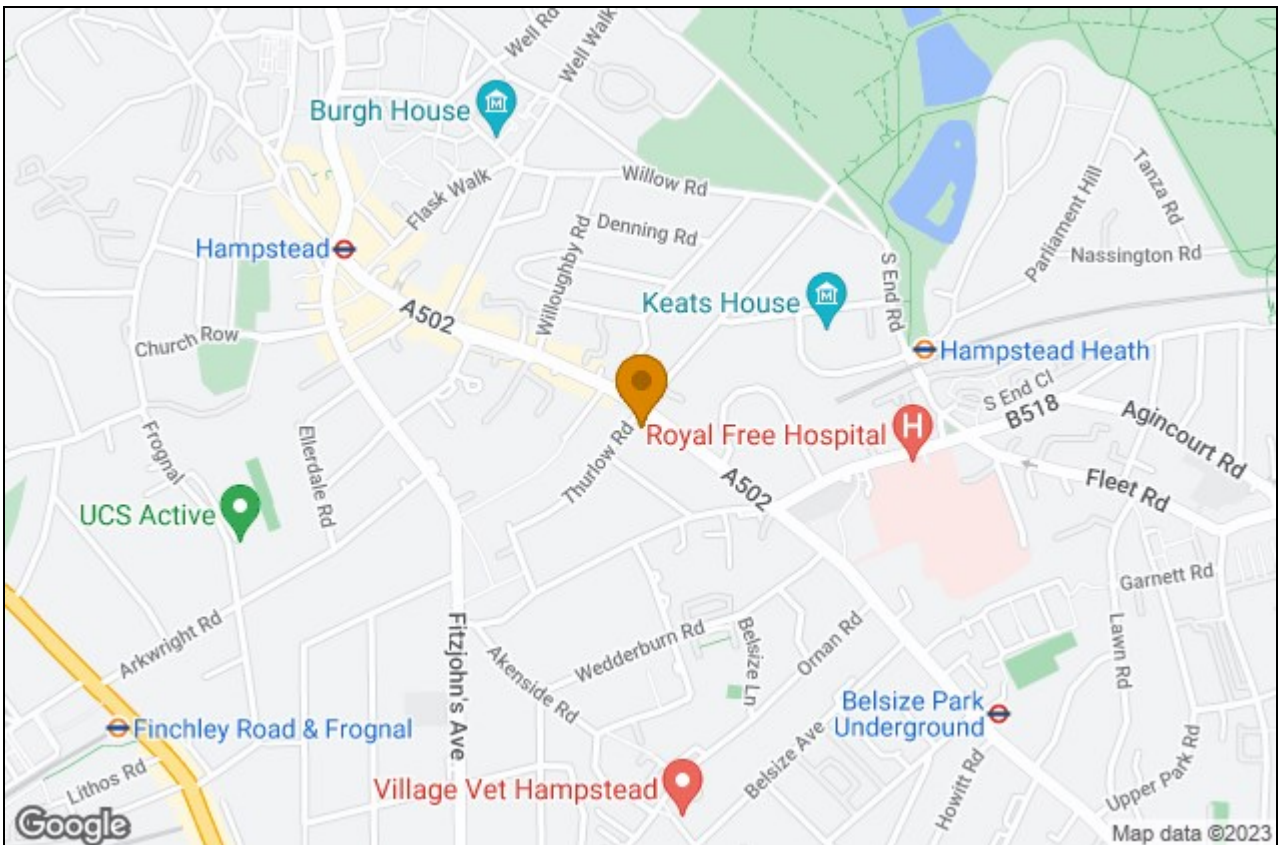 Well Rd
Well Walk
Burgh House
Flask Walk
Willow Rd
Denning Rd
Willoughby Rd
Hampstead
A502
Church Row
Keats House
S End Rd
Parliament Hill
Tanza Rd
Nassington Rd
Hampstead Heath
S End Cl
B518
Agincourt Rd
Fleet Rd
Frognal
Ellerdale Rd
Thurlow Rd
Royal Free Hospital
H
A502
UCS Active
Garnett Rd
Lawn Rd
Arkwright Rd
Fitzjohn's Ave
Wedderburn Rd
Belsize Ln
Ornan Rd
Akenside Rd
Belsize Park
Underground
Finchley Road & Frognal
Belsize Ave
Howitt Rd
Upper Park Rd
Lithos Rd
Village Vet Hampstead
Google
Map data ©2023